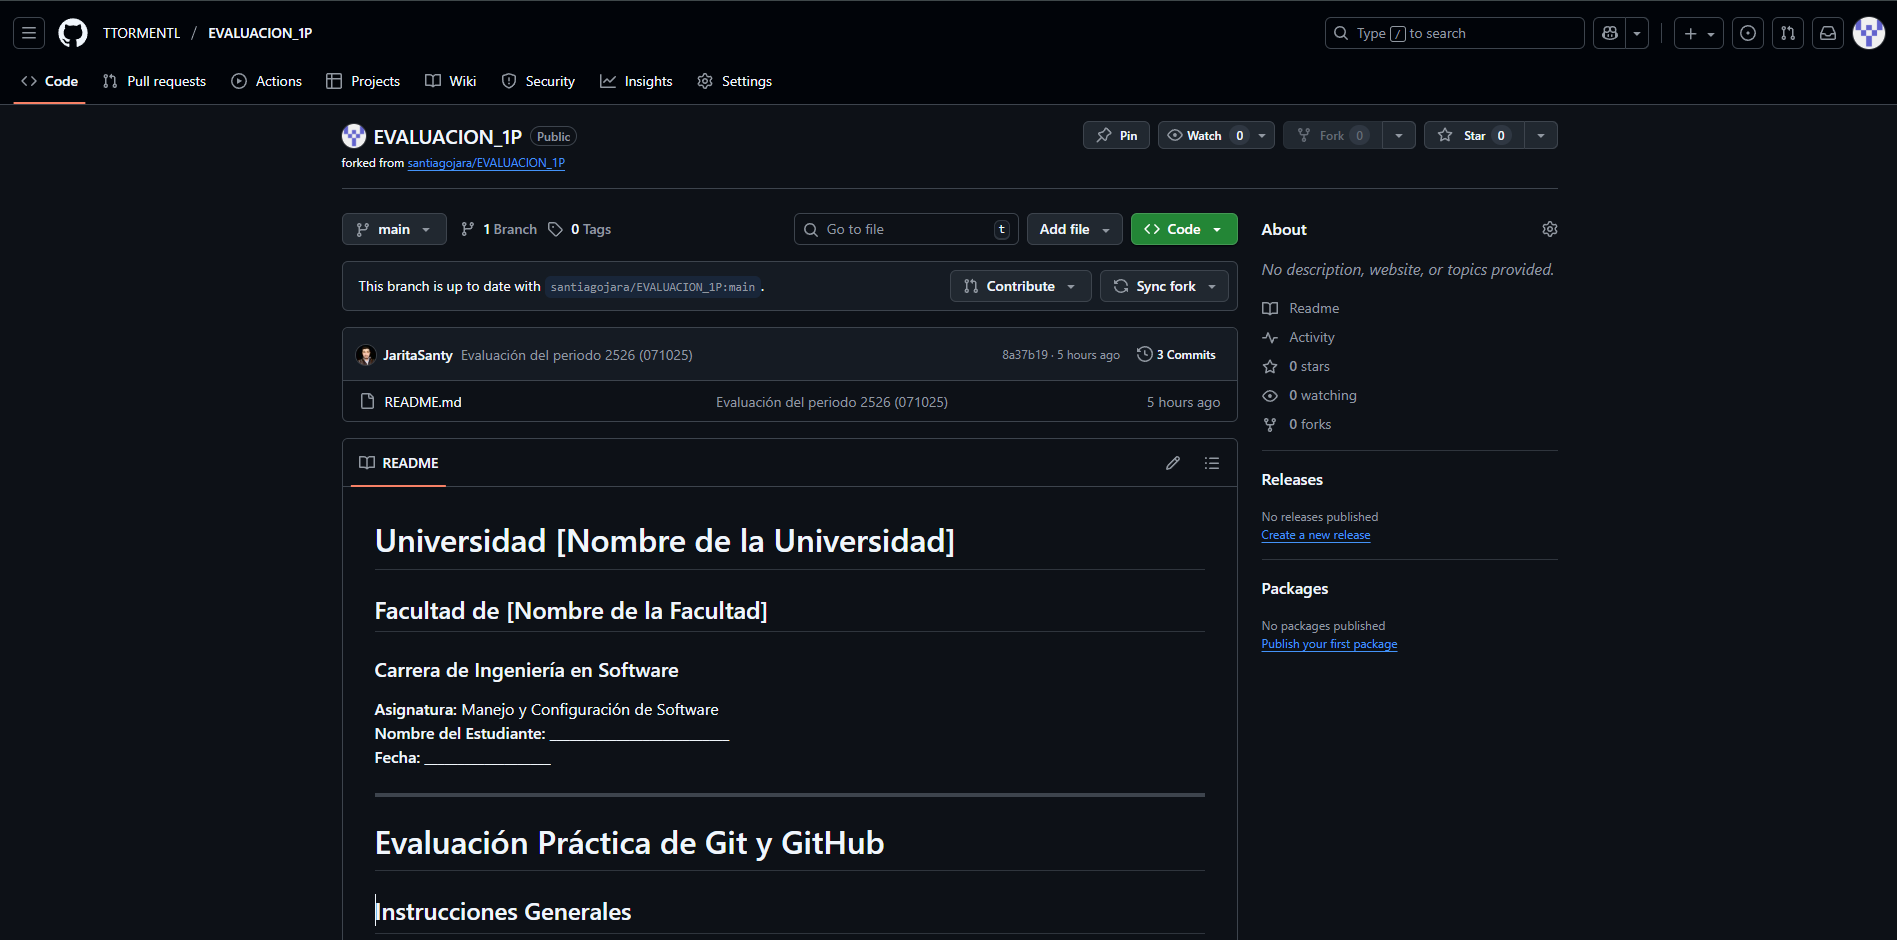 TTORMENTL / EVALUACION_1P
Type / to search
Code Pull requests Actions Projects Wiki Security Insights Settings
EVALUACION_1P Public
Pin Watch 0 Fork 0 Star 0
forked from santiagojara/EVALUACION_1P
main 1 Branch 0 Tags
Go to file t Add file Code
This branch is up to date with santiagojara/EVALUACION_1P:main .
Contribute Sync fork
JaritaSanty Evaluación del periodo 2526 (071025) 8a37b19 · 5 hours ago 3 Commits
README.md Evaluación del periodo 2526 (071025) 5 hours ago
README
Universidad [Nombre de la Universidad]
Facultad de [Nombre de la Facultad]
Carrera de Ingeniería en Software
Asignatura: Manejo y Configuración de Software
Nombre del Estudiante: ____________________
Fecha: ______________
Evaluación Práctica de Git y GitHub
Instrucciones Generales
About
No description, website, or topics provided.
Readme
Activity
0 stars
0 watching
0 forks
Releases
No releases published
Create a new release
Packages
No packages published
Publish your first package